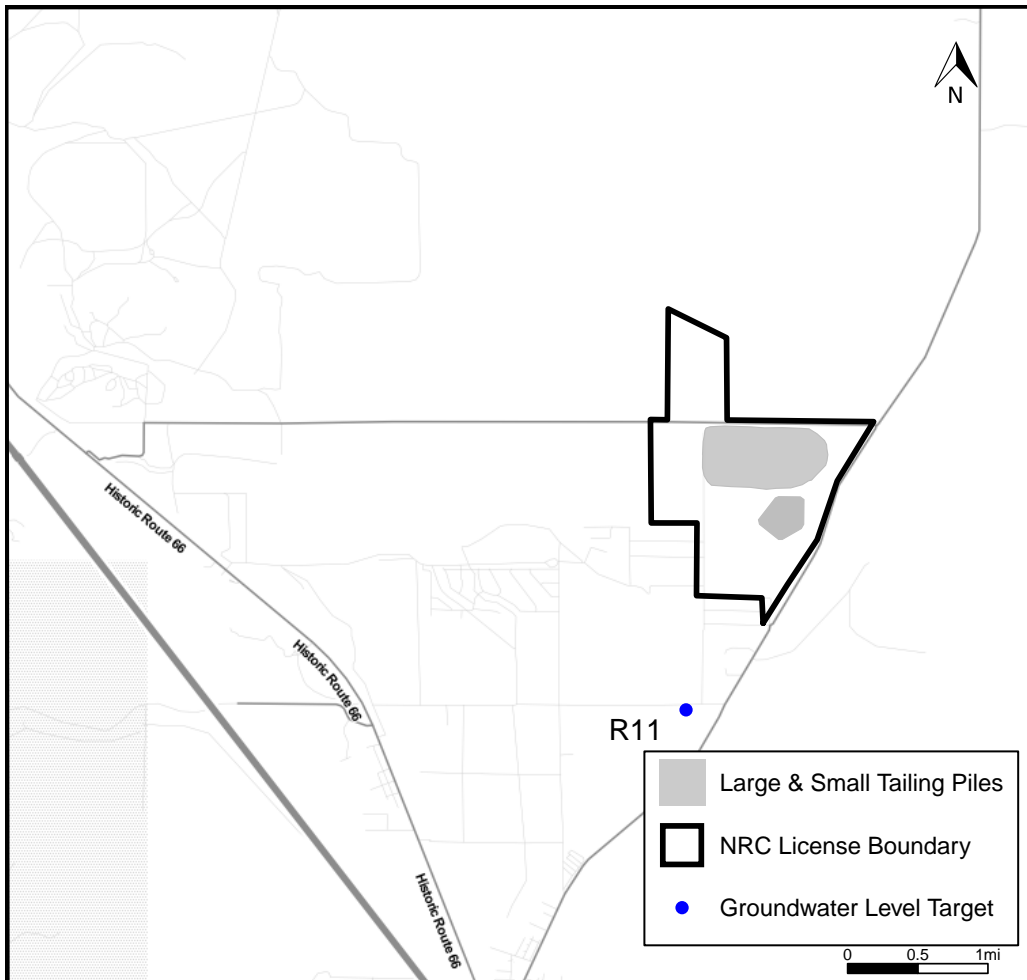 N
Historic Route 66
Historic Route 66
R11
Large & Small Tailing Piles
NRC License Boundary
Groundwater Level Target
Historic Route 66
0 0.5 1mi